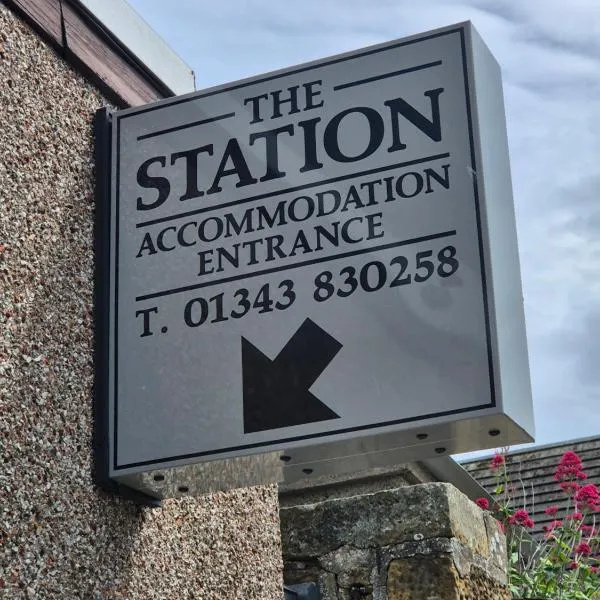 THE
STATION
ACCOMMODATION
ENTRANCE
T. 01343 830258